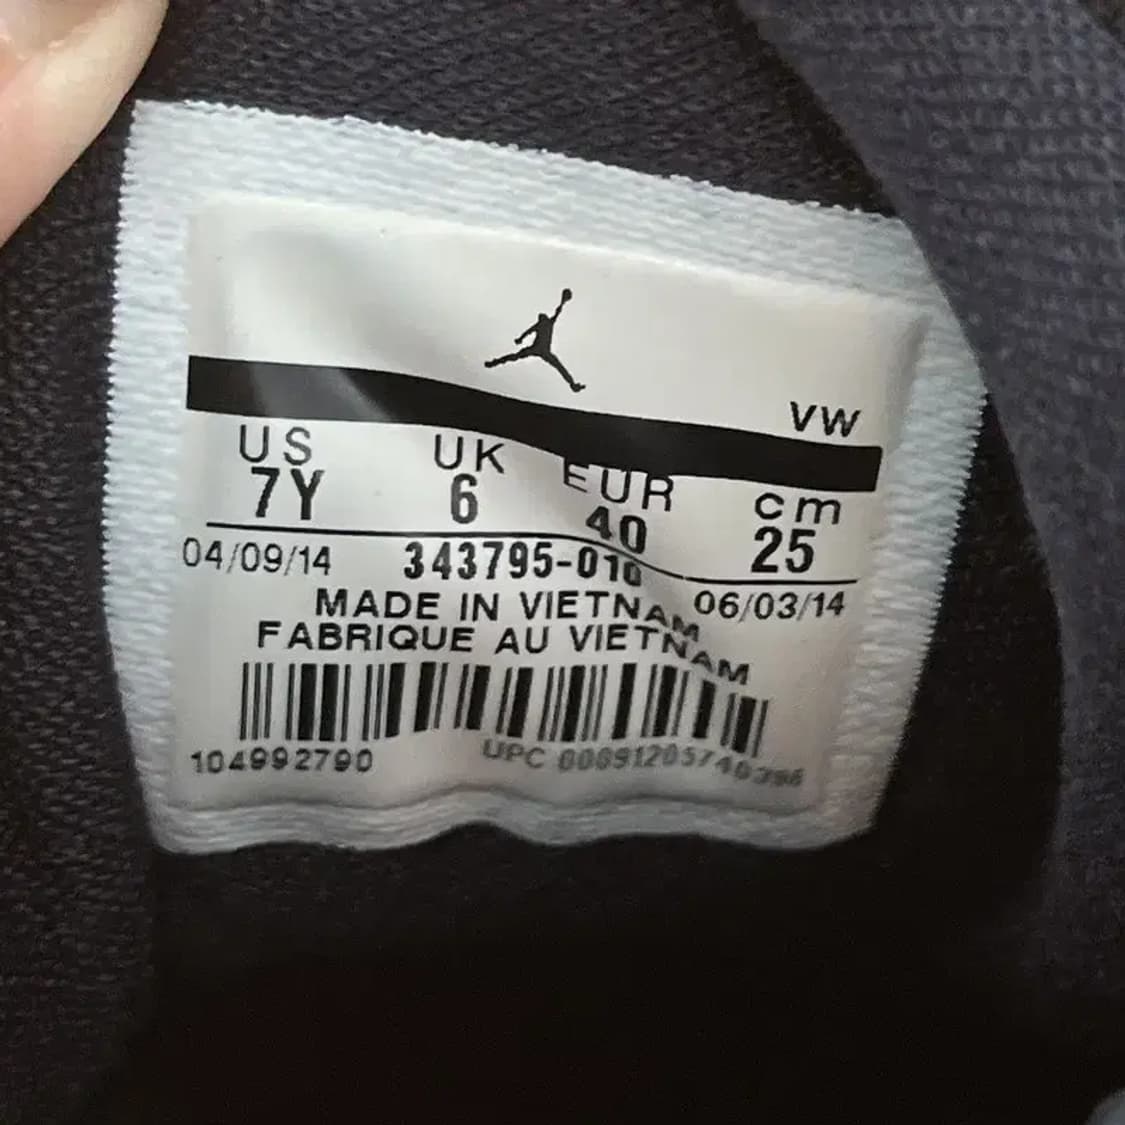 VW
US UK EUR cm
7Y 6 40 25
04/09/14 343795-010 06/03/14
MADE IN VIETNAM
FABRIQUE AU VIETNAM
104992790 UPC